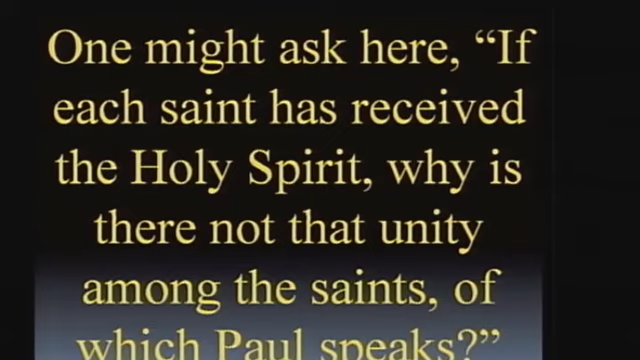 One might ask here, “If
each saint has received
the Holy Spirit, why is
there not that unity
among the saints, of
which Paul speaks?”